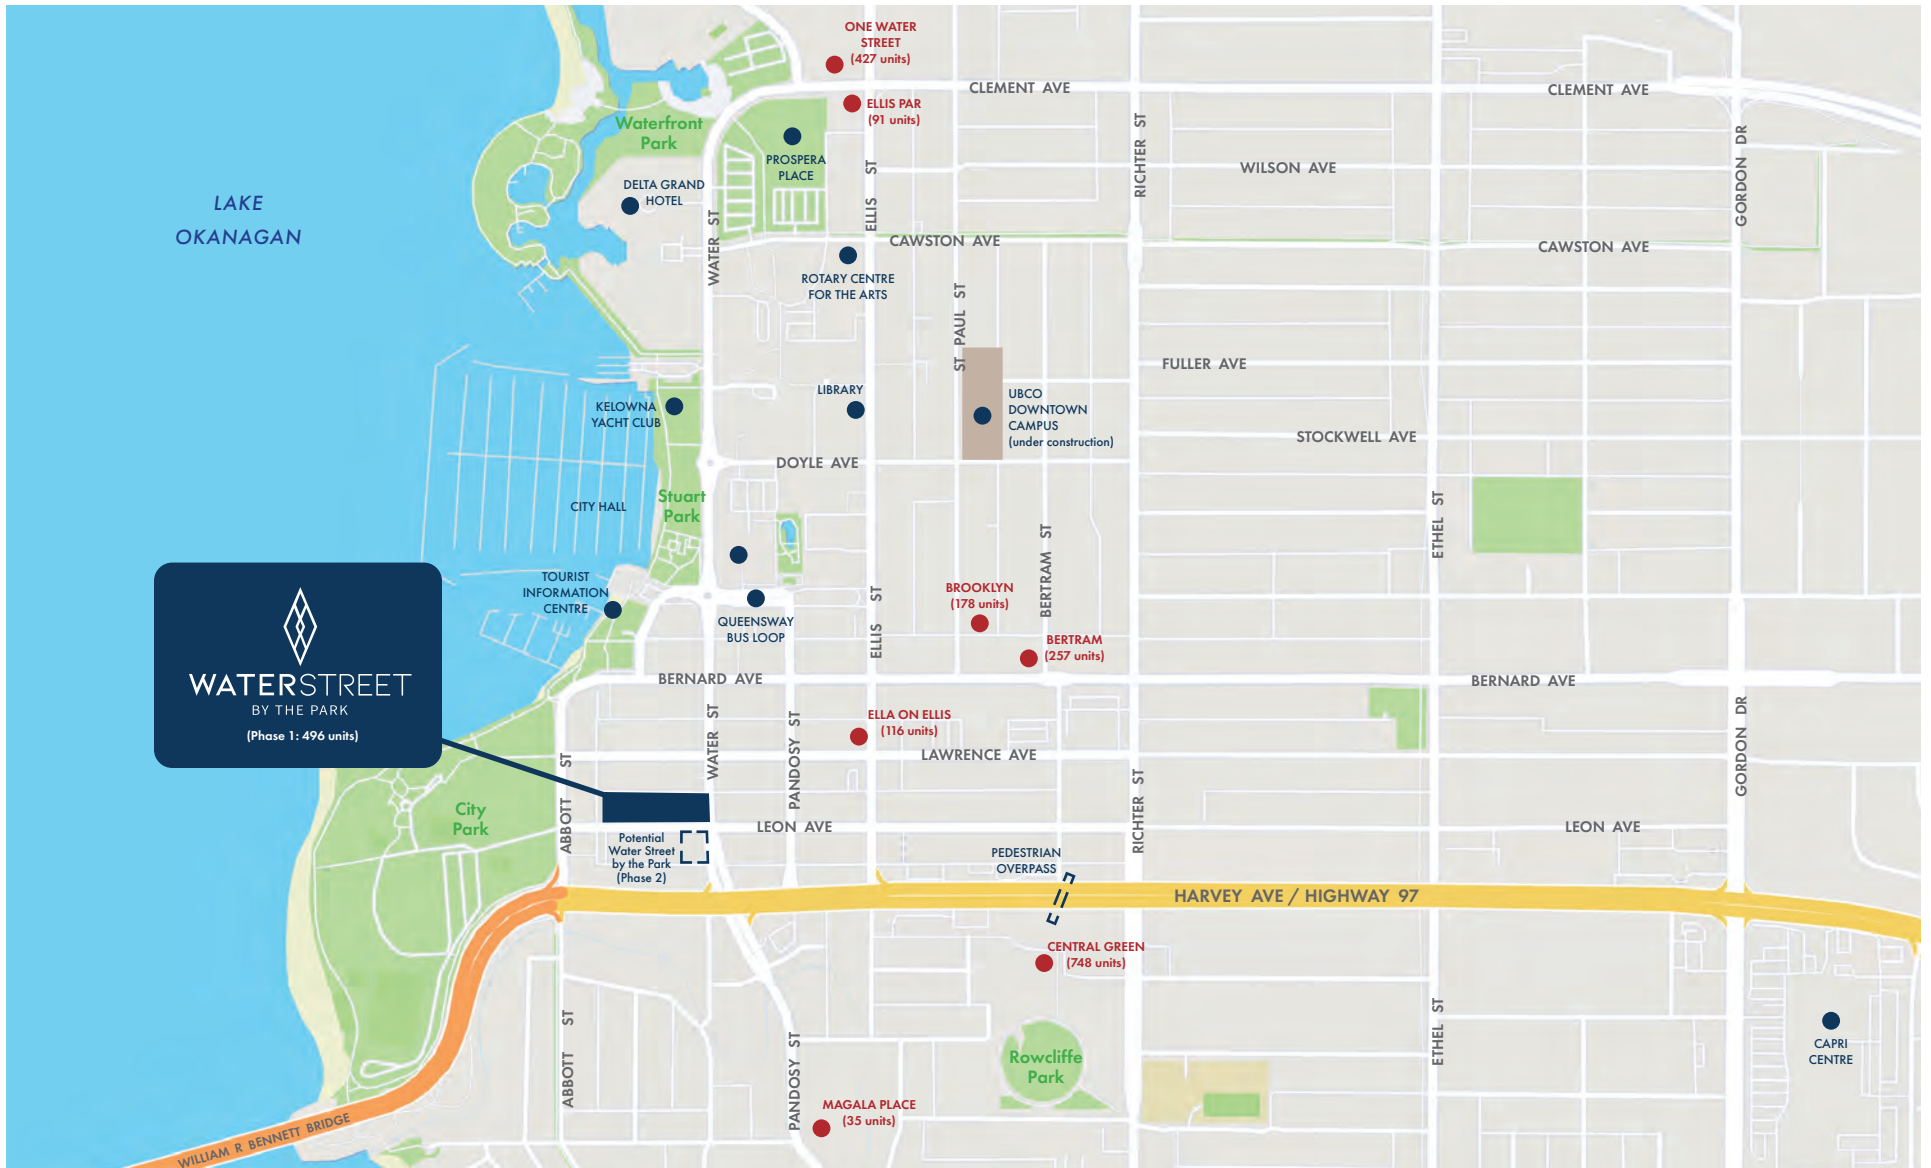 ONE WATER
STREET
(427 units)
CLEMENT AVE
CLEMENT AVE
ELLIS PAR
(91 units)
Waterfront
Park
PROSPERA
PLACE
RICHTER ST
GORDON DR
WILSON AVE
ELLIS ST
DELTA GRAND
HOTEL
LAKE
OKANAGAN
WATER ST
CAWSTON AVE
CAWSTON AVE
ROTARY CENTRE
FOR THE ARTS
ST PAUL ST
FULLER AVE
LIBRARY
UBCO
DOWNTOWN
CAMPUS
(under construction)
KELOWNA
YACHT CLUB
STOCKWELL AVE
DOYLE AVE
Stuart
Park
CITY HALL
ETHEL ST
BERTRAM ST
TOURIST
INFORMATION
CENTRE
BROOKLYN
(178 units)
ELLIS ST
QUEENSWAY
BUS LOOP
BERTRAM
(257 units)
WATERSTREET
BY THE PARK
(Phase 1: 496 units)
BERNARD AVE
BERNARD AVE
ELLA ON ELLIS
(116 units)
WATER ST
PANDOSY ST
GORDON DR
LAWRENCE AVE
ABBOTT ST
RICHTER ST
City
Park
LEON AVE
LEON AVE
Potential
Water Street
by the Park
(Phase 2)
PEDESTRIAN
OVERPASS
HARVEY AVE / HIGHWAY 97
CENTRAL GREEN
(748 units)
ETHEL ST
ABBOTT ST
PANDOSY ST
Rowcliffe
Park
CAPRI
CENTRE
MAGALA PLACE
(35 units)
WILLIAM R BENNETT BRIDGE